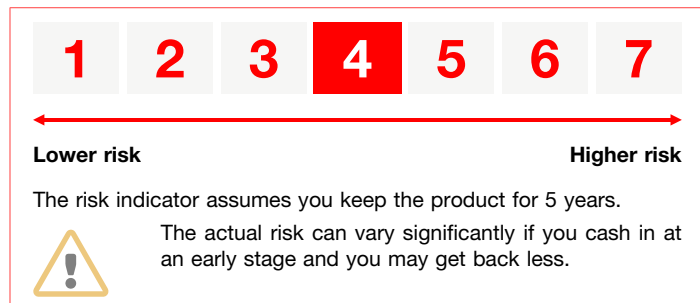 1 2 3 4 5 6 7
Lower risk Higher risk
The risk indicator assumes you keep the product for 5 years.
The actual risk can vary significantly if you cash in at
an early stage and you may get back less.